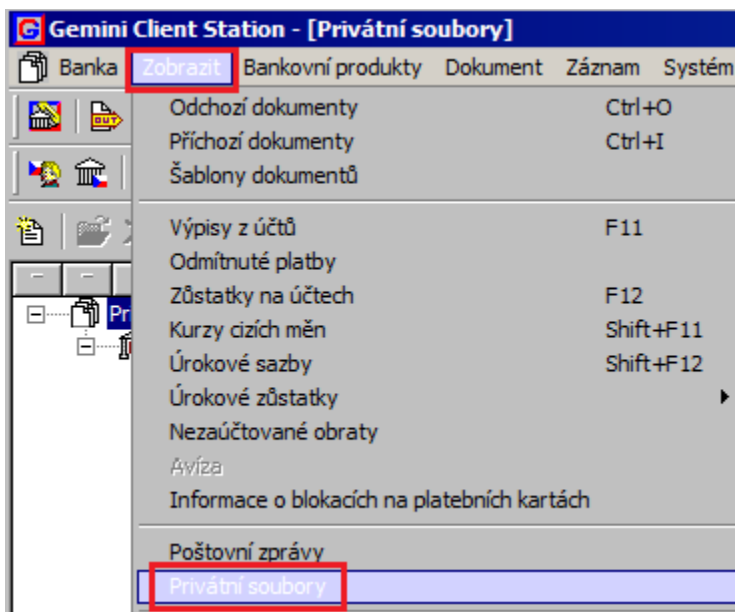 Gemini Client Station - [Privátní soubory]
Banka Zobrazit Bankovní produkty Dokument Záznam Systém
OUT
Odchozí dokumenty Ctrl+O
Příchozí dokumenty Ctrl+I
Šablony dokumentů
Výpisy z účtů F11
Odmítnuté platby
Zůstatky na účtech F12
Pr
Kurzy cizích měn Shift+F11
Úrokové sazby Shift+F12
Úrokové zůstatky
Nezaúčtované obraty
Avíza
Informace o blokacích na platebních kartách
Poštovní zprávy
Privátní soubory